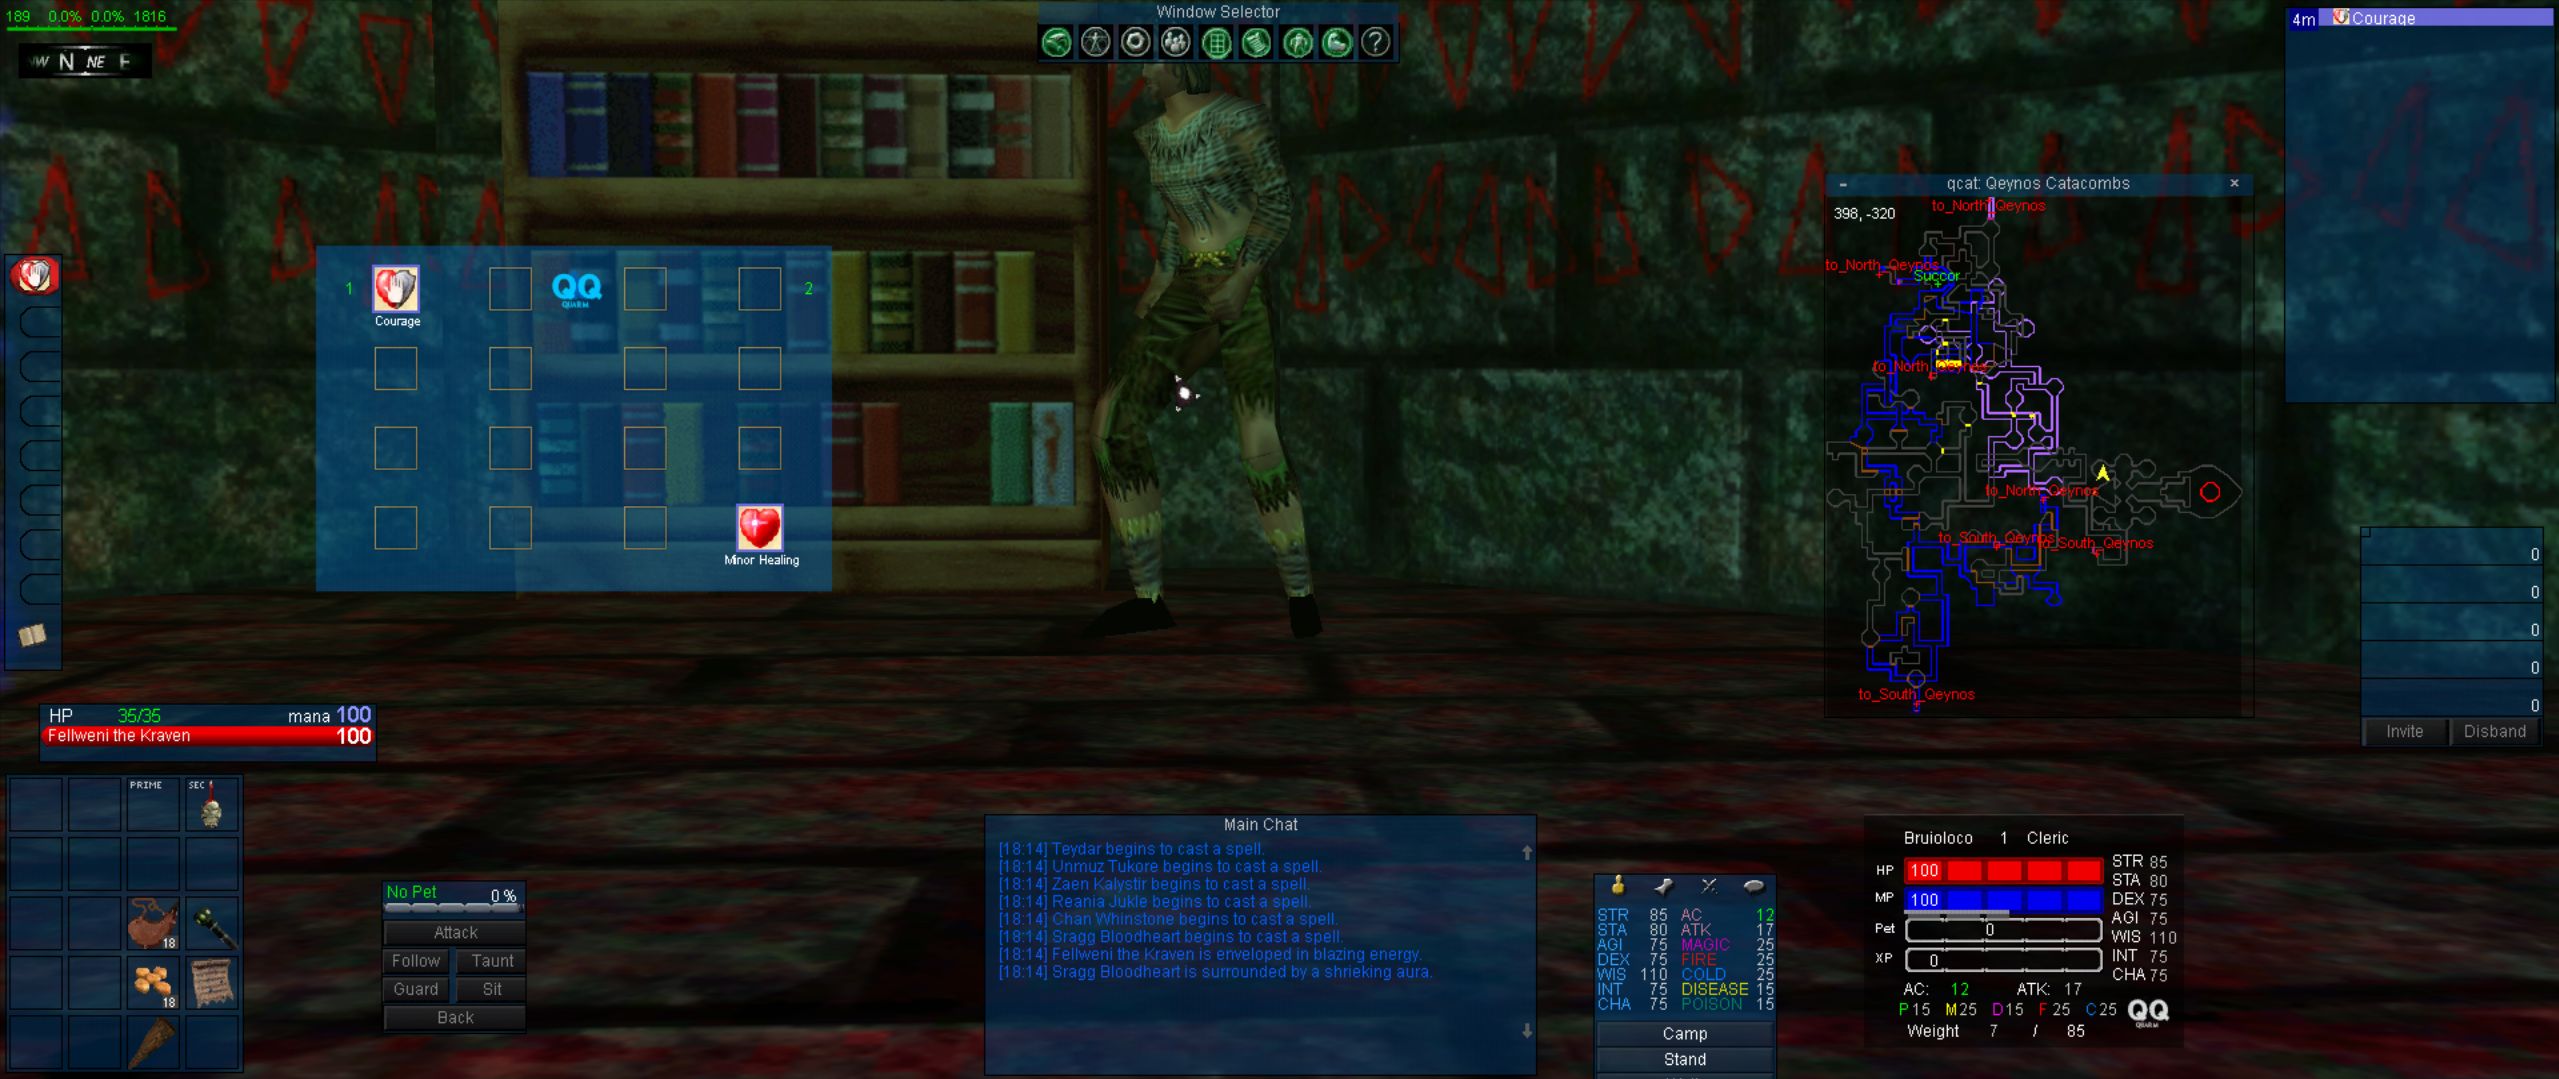 189 0.0% 0.0% 1816
Window Selector
4m Courage
N NE E
qcat: Qeynos Catacombs
398, -320
to_North_Qeynos
to_North_Qeynos
Succor
to_North_Qeynos
to_North_Qeynos
to_South_Qeynos
to_South_Qeynos
to_South_Qeynos
1
2
QQ
QUARM
Courage
Minor Healing
0
0
0
0
0
Invite Disband
HP 35/35 mana 100
Fellweni the Kraven 100
PRIME SEC
18
18
No Pet 0 %
Attack
Follow Taunt
Guard Sit
Back
Main Chat
[18:14] Teydar begins to cast a spell.
[18:14] Unmuz Tukore begins to cast a spell.
[18:14] Zaen Kalystir begins to cast a spell.
[18:14] Reania Jukle begins to cast a spell.
[18:14] Chan Whinstone begins to cast a spell.
[18:14] Sragg Bloodheart begins to cast a spell.
[18:14] Fellweni the Kraven is enveloped in blazing energy.
[18:14] Sragg Bloodheart is surrounded by a shrieking aura.
STR 85 AC 12
STA 80 ATK 17
AGI 75 MAGIC 25
DEX 75 FIRE 25
WIS 110 COLD 25
INT 75 DISEASE 15
CHA 75 POISON 15
Camp
Stand
Bruioloco 1 Cleric
HP 100
MP 100
Pet 0
XP 0
STR 85
STA 80
DEX 75
AGI 75
WIS 110
INT 75
CHA 75
AC: 12 ATK: 17
P 15 M 25 D 15 F 25 C 25
Weight 7 / 85
QQ
QUARM